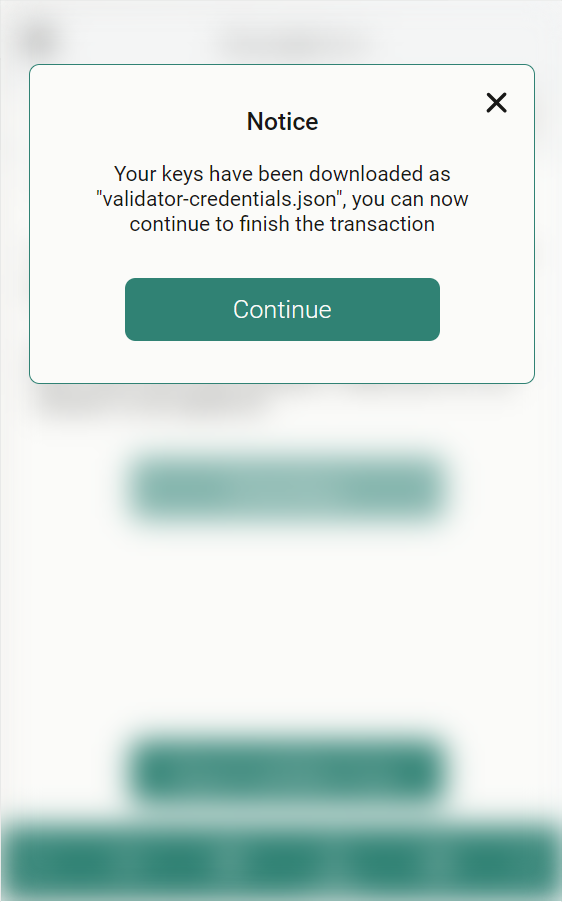 Notice
Your keys have been downloaded as
"validator-credentials.json", you can now
continue to finish the transaction
Continue